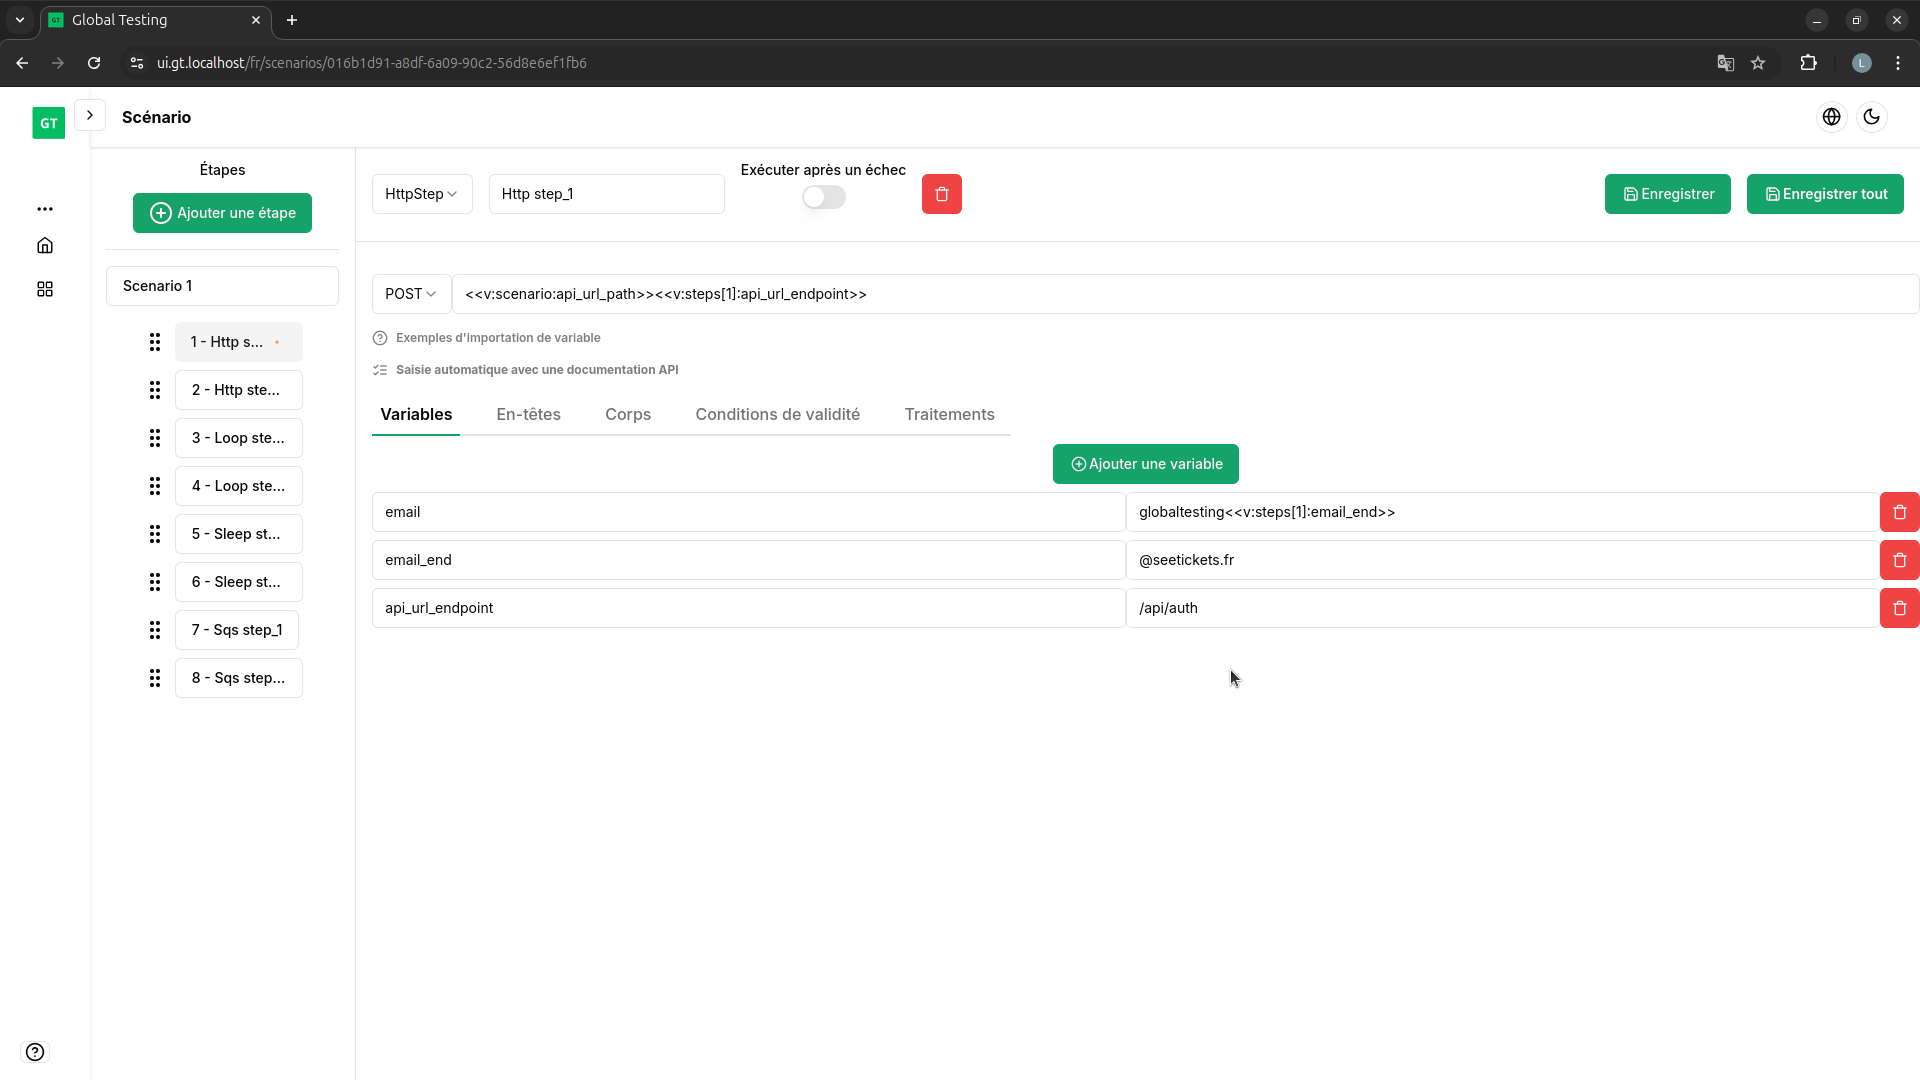 Global Testing
ui.gt.localhost/fr/scenarios/016b1d91-a8df-6a09-90c2-56d8e6ef1fb6
L
GT
Scénario
Étapes
Ajouter une étape
Scenario 1
1 - Http s...
2 - Http ste...
3 - Loop ste...
4 - Loop ste...
5 - Sleep st...
6 - Sleep st...
7 - Sqs step_1
8 - Sqs step...
HttpStep
Http step_1
Exécuter après un échec
Enregistrer
Enregistrer tout
POST
<<v:scenario:api_url_path>><<v:steps[1]:api_url_endpoint>>
Exemples d'importation de variable
Saisie automatique avec une documentation API
Variables En-têtes Corps Conditions de validité Traitements
Ajouter une variable
email globaltesting<<v:steps[1]:email_end>>
email_end @seetickets.fr
api_url_endpoint /api/auth